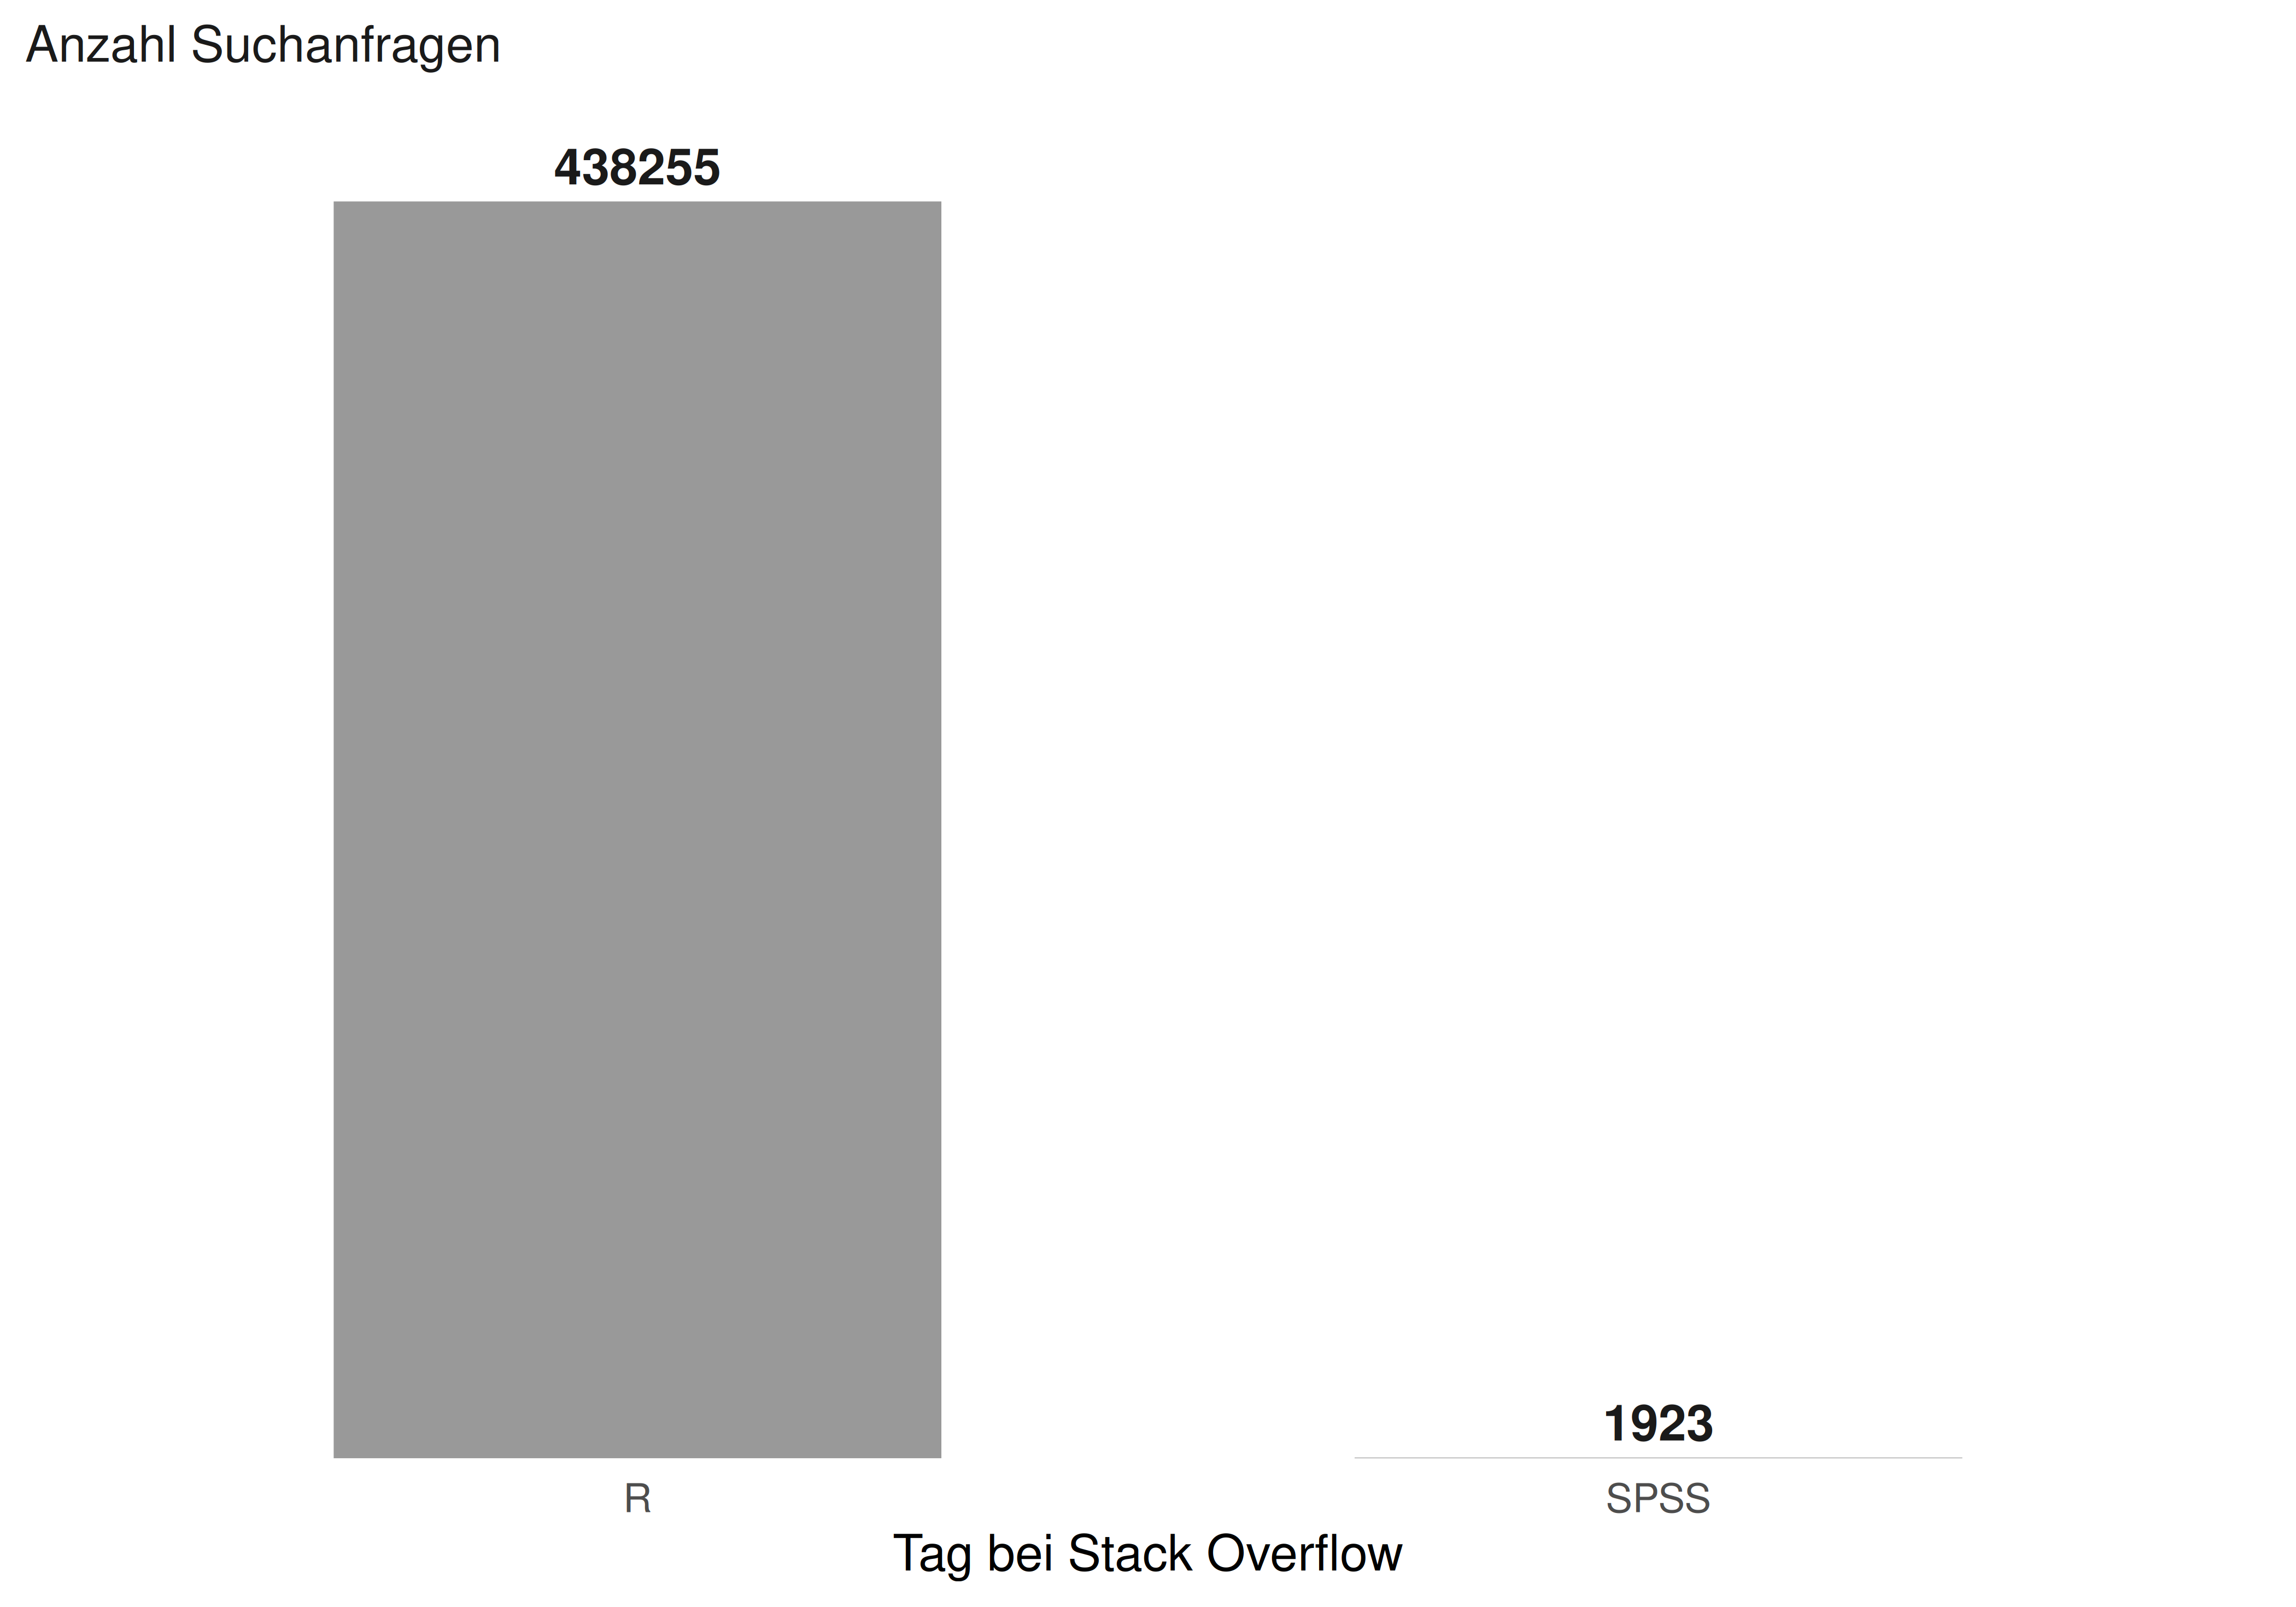 Anzahl Suchanfragen
438255
1923
R
SPSS
Tag bei Stack Overflow